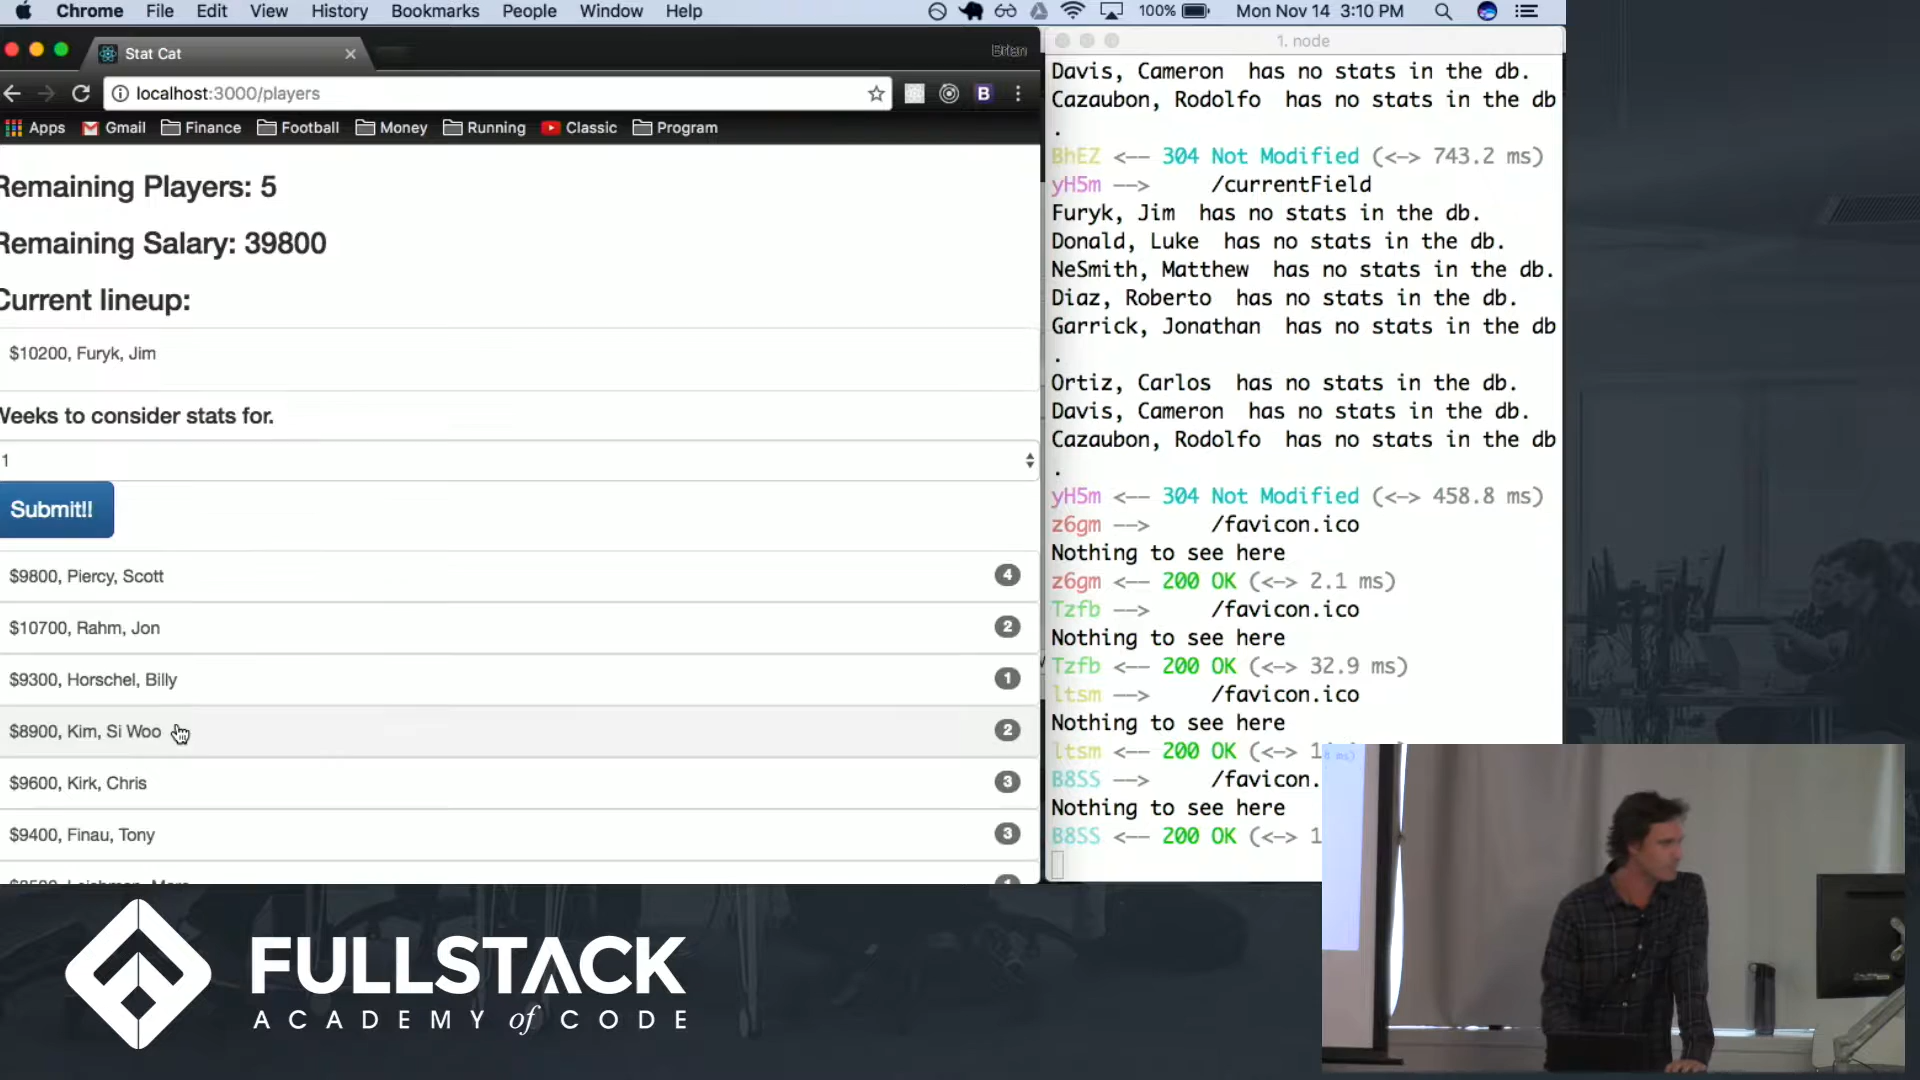 Chrome File Edit View History Bookmarks People Window Help 100% Mon Nov 14 3:10 PM
Stat Cat
Brian
localhost:3000/players
B
Apps Gmail Finance Football Money Running Classic Program
Remaining Players: 5
Remaining Salary: 39800
Current lineup:
$10200, Furyk, Jim
Weeks to consider stats for.
1
Submit!!
$9800, Piercy, Scott 4
$10700, Rahm, Jon 2
$9300, Horschel, Billy 1
$8900, Kim, Si Woo 2
$9600, Kirk, Chris 3
$9400, Finau, Tony 3
1. node
Davis, Cameron has no stats in the db.
Cazaubon, Rodolfo has no stats in the db
.
BhEZ <-- 304 Not Modified (<-> 743.2 ms)
yH5m --> /currentField
Furyk, Jim has no stats in the db.
Donald, Luke has no stats in the db.
NeSmith, Matthew has no stats in the db.
Diaz, Roberto has no stats in the db.
Garrick, Jonathan has no stats in the db
.
Ortiz, Carlos has no stats in the db.
Davis, Cameron has no stats in the db.
Cazaubon, Rodolfo has no stats in the db
.
yH5m <-- 304 Not Modified (<-> 458.8 ms)
z6gm --> /favicon.ico
Nothing to see here
z6gm <-- 200 OK (<-> 2.1 ms)
Tzfb --> /favicon.ico
Nothing to see here
Tzfb <-- 200 OK (<-> 32.9 ms)
ltsm --> /favicon.ico
Nothing to see here
ltsm <-- 200 OK (<-> 1
B8SS --> /favicon.
Nothing to see here
B8SS <-- 200 OK (<-> 1
FULLSTACK
ACADEMY of CODE